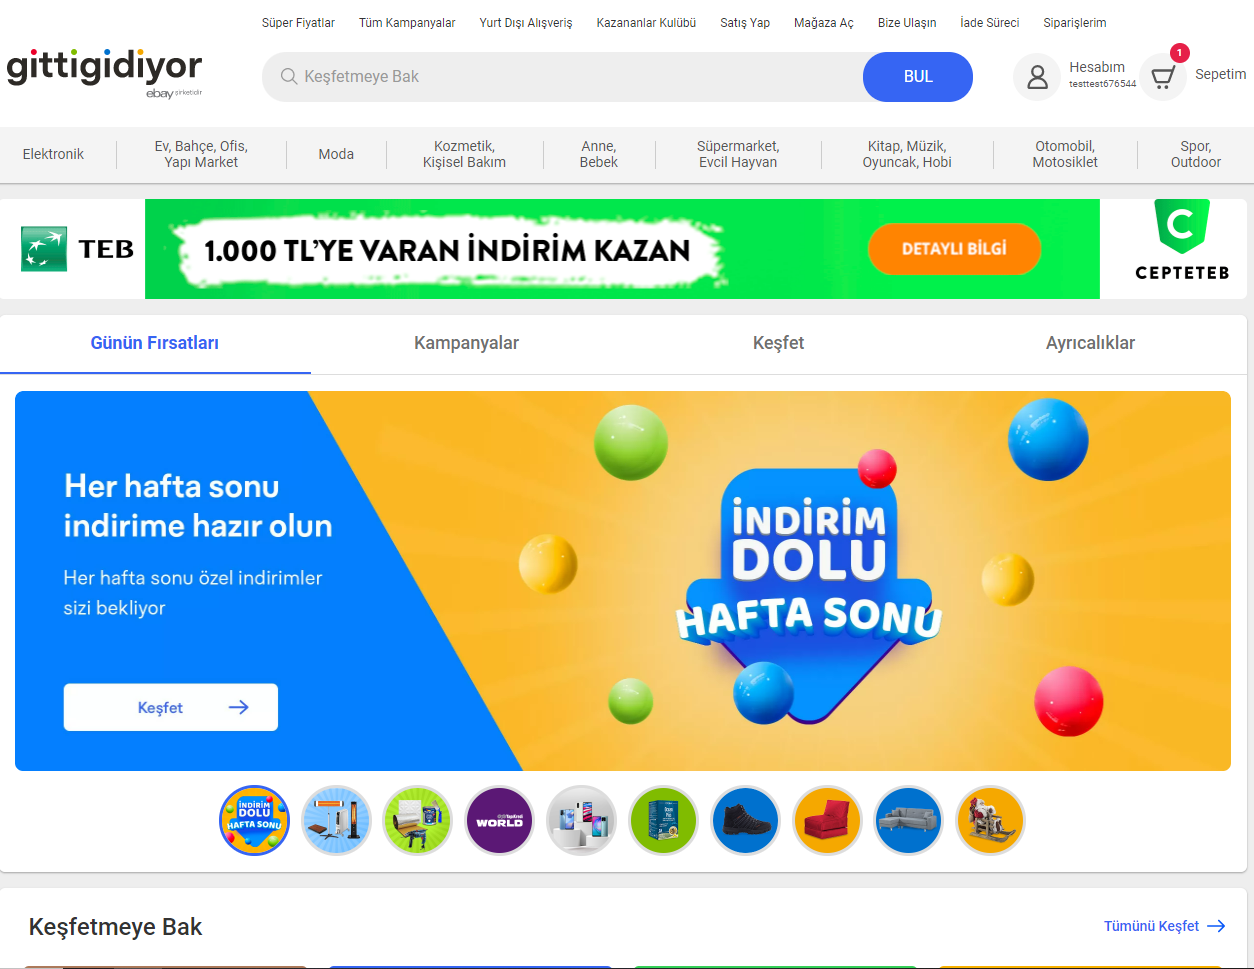 Süper Fiyatlar Tüm Kampanyalar Yurt Dışı Alışveriş Kazananlar Kulübü Satış Yap Mağaza Aç Bize Ulaşın İade Süreci Siparişlerim
gittigidiyor
ebay şirketidir
Keşfetmeye Bak
BUL
Hesabım
testtest676544
1
Sepetim
Elektronik
Ev, Bahçe, Ofis,
Yapı Market
Moda
Kozmetik,
Kişisel Bakım
Anne,
Bebek
Süpermarket,
Evcil Hayvan
Kitap, Müzik,
Oyuncak, Hobi
Otomobil,
Motosiklet
Spor,
Outdoor
TEB
1.000 TL'YE VARAN İNDİRİM KAZAN
DETAYLI BİLGİ
C
CEPTETEB
Günün Fırsatları Kampanyalar Keşfet Ayrıcalıklar
Her hafta sonu
indirime hazır olun
Her hafta sonu özel indirimler
sizi bekliyor
Keşfet
İNDİRİM
DOLU
HAFTA SONU
İNDİRİM
DOLU
HAFTA SONU
WORLD
Keşfetmeye Bak
Tümünü Keşfet